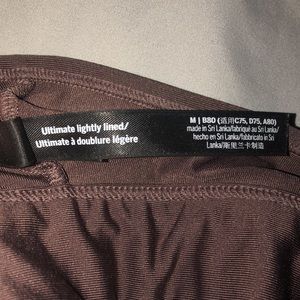 Ultimate lightly lined/
Ultimate à doublure légère
M | B80 (适用C75, D75, A80)
made in Sri Lanka/fabriqué au Sri Lanka/
hecho en Sri Lanka/fabbricato in Sri
Lanka/斯里兰卡制造